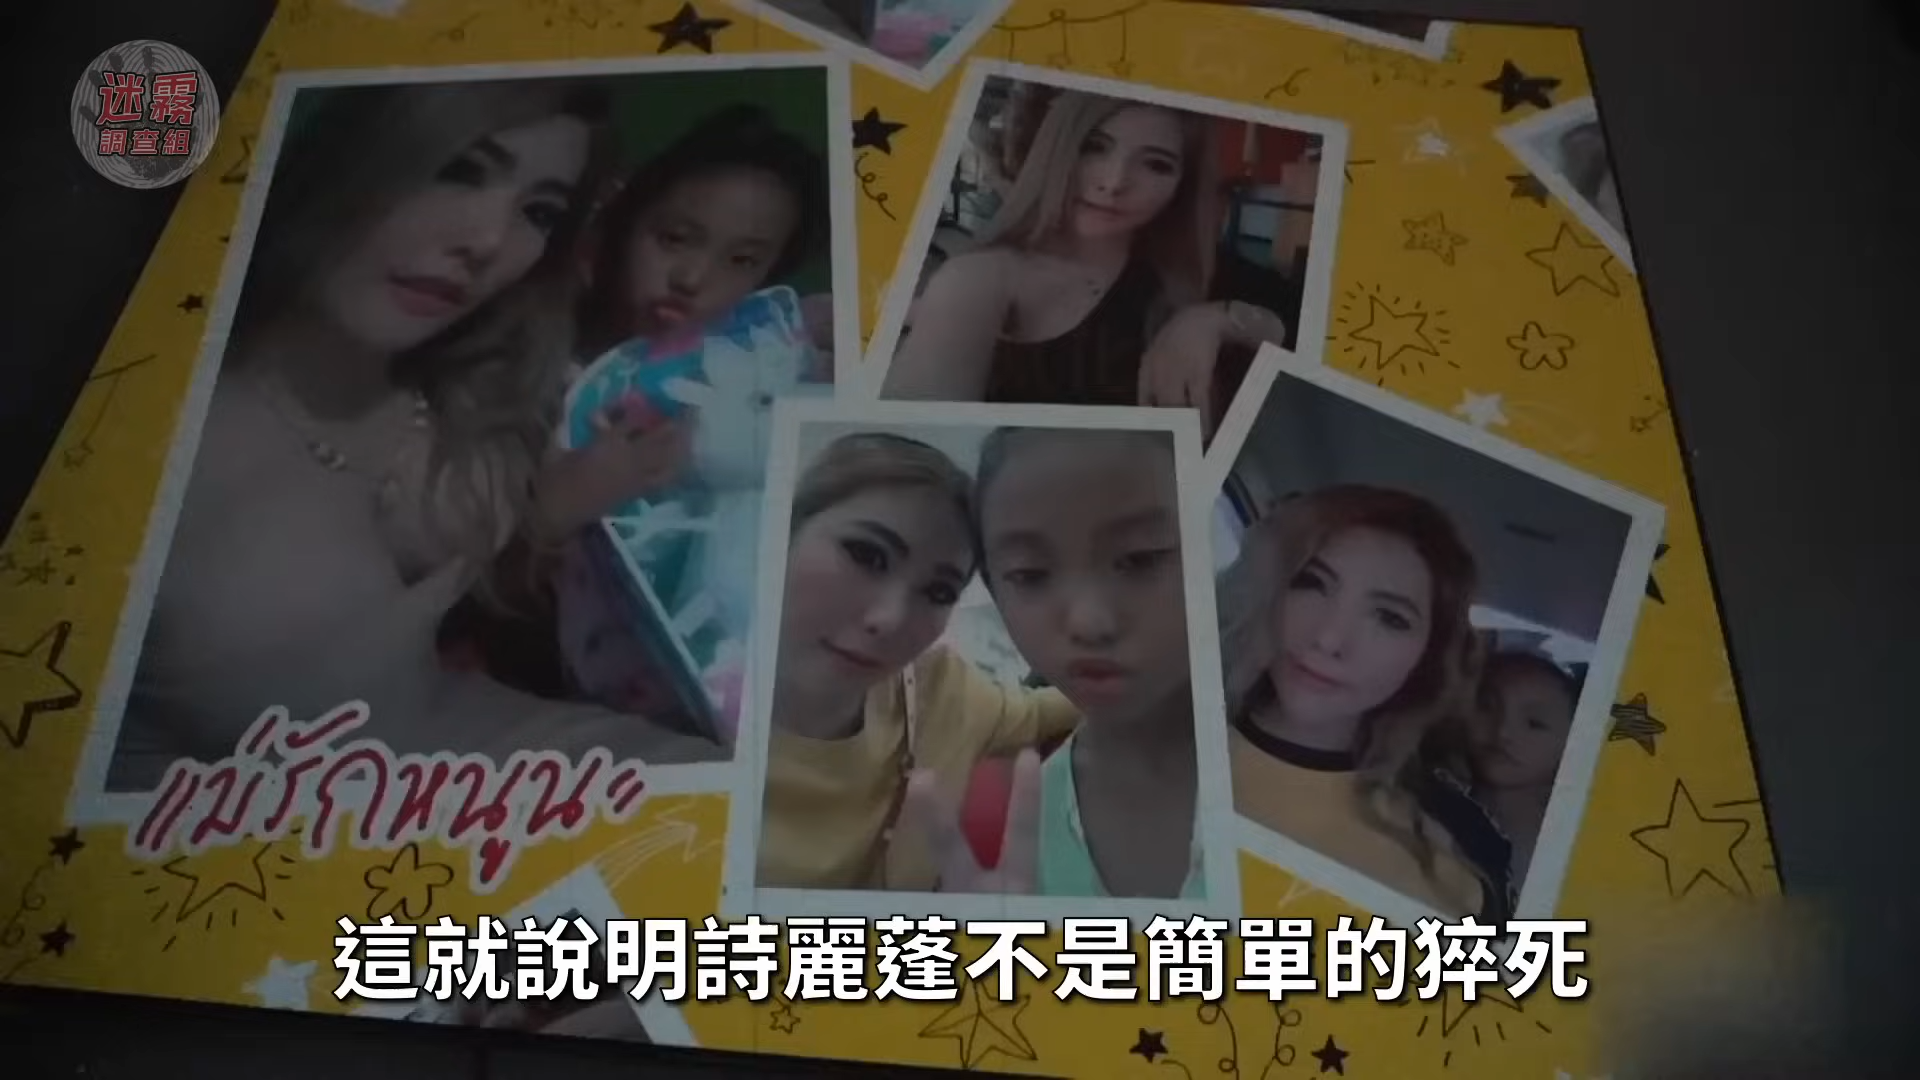 迷霧
調查組
แม่รักหนูนะ
這就說明詩麗蓬不是簡單的猝死